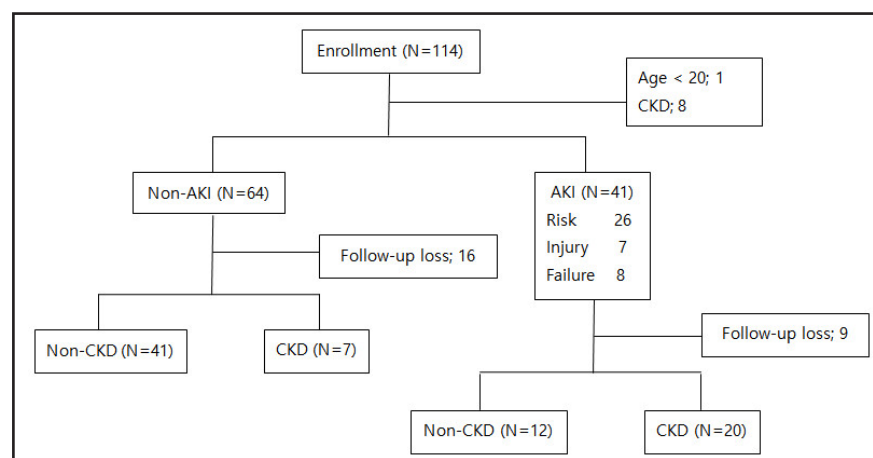 Enrollment (N=114)
Age < 20; 1
CKD; 8
Non-AKI (N=64)
AKI (N=41)
Risk 26
Injury 7
Failure 8
Follow-up loss; 16
Non-CKD (N=41)
CKD (N=7)
Follow-up loss; 9
Non-CKD (N=12)
CKD (N=20)